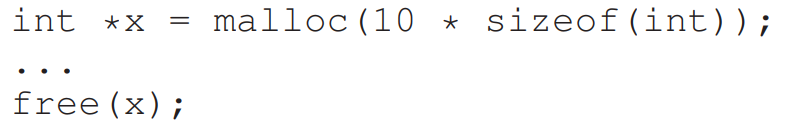 int *x = malloc(10 * sizeof(int));
...
free(x);